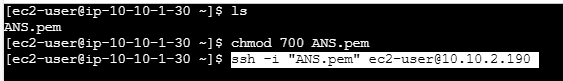 [ec2-user@ip-10-10-1-30 ~]$ ls
ANS.pem
[ec2-user@ip-10-10-1-30 ~]$ chmod 700 ANS.pem
[ec2-user@ip-10-10-1-30 ~]$ ssh -i "ANS.pem" ec2-user@10.10.2.190